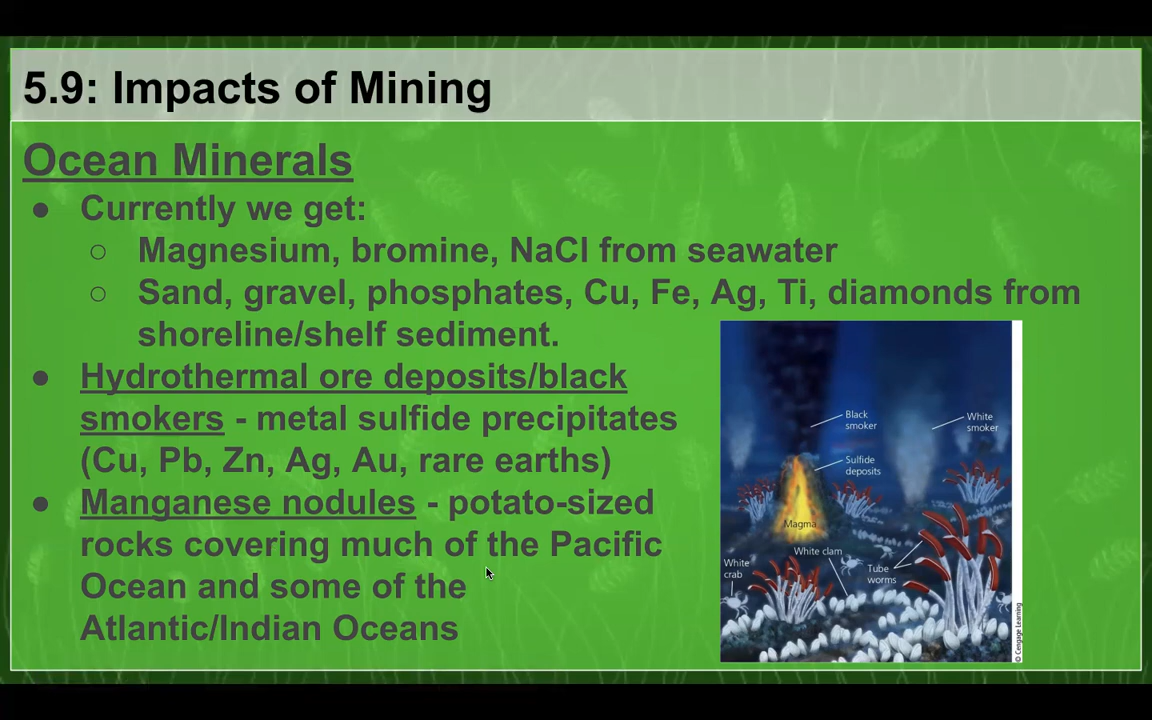 5.9: Impacts of Mining
Ocean Minerals
● Currently we get:
○ Magnesium, bromine, NaCl from seawater
○ Sand, gravel, phosphates, Cu, Fe, Ag, Ti, diamonds from
shoreline/shelf sediment.
● Hydrothermal ore deposits/black
smokers - metal sulfide precipitates
(Cu, Pb, Zn, Ag, Au, rare earths)
● Manganese nodules - potato-sized
rocks covering much of the Pacific
Ocean and some of the
Atlantic/Indian Oceans
Black
smoker
White
smoker
Sulfide
deposits
Magma
White clam
White
crab
Tube
worms
© Cengage Learning